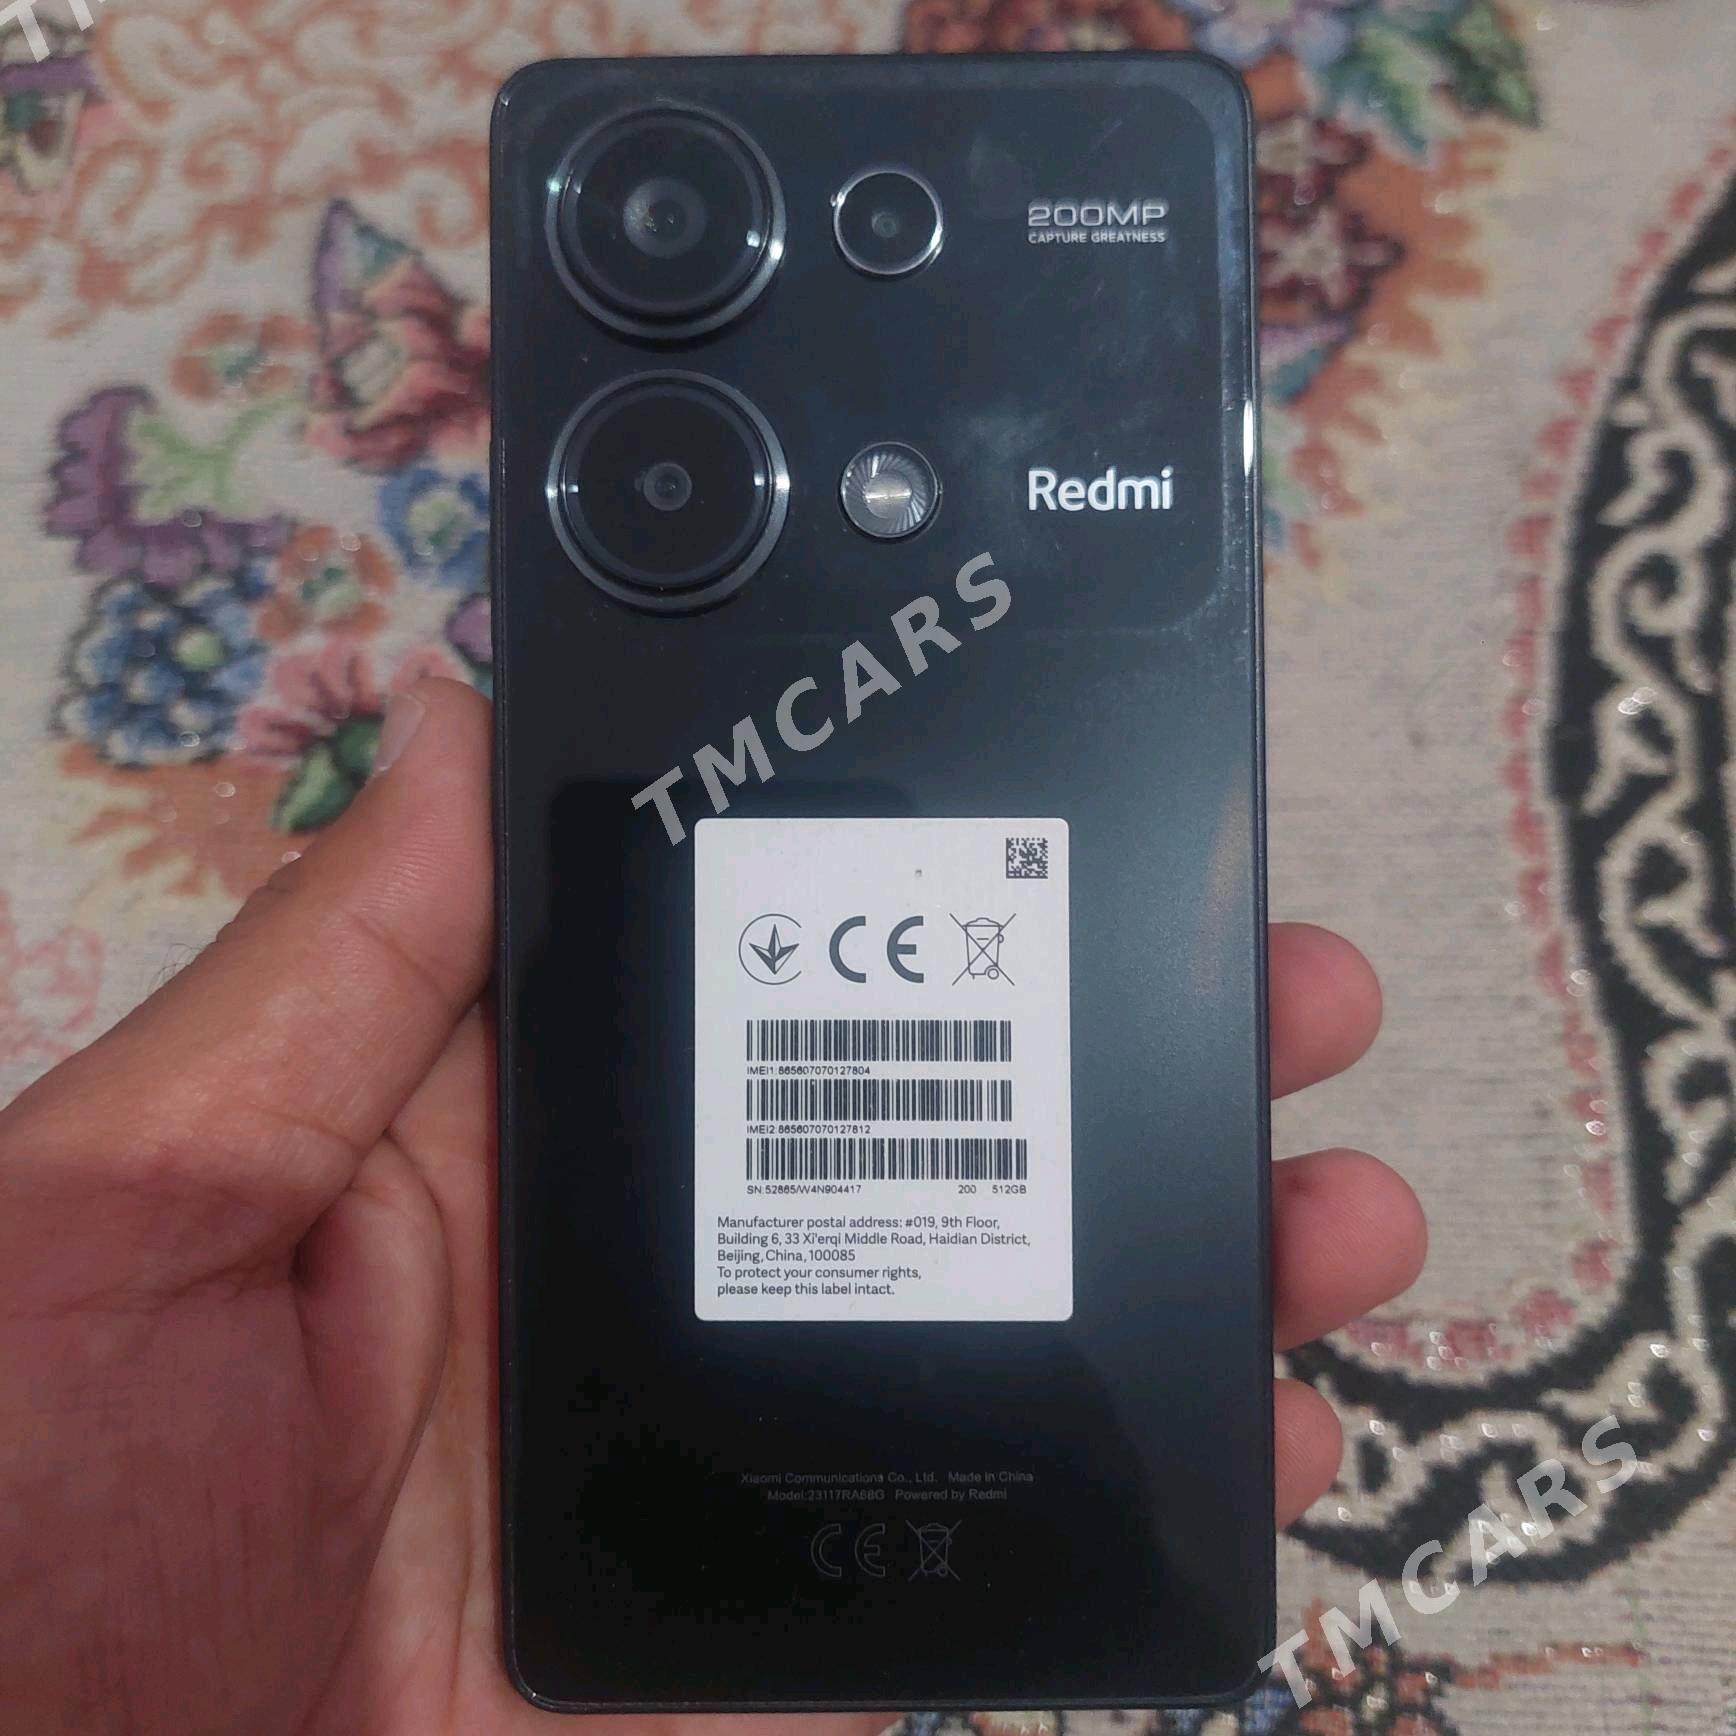 200MP
CAPTURE GREATNESS
Redmi
TMCARS
CE
IMEI1:865607070127804
IMEI2:865607070127812
SN:52865/W4N904417 200 512GB
Manufacturer postal address: #019, 9th Floor,
Building 6, 33 Xi'erqi Middle Road, Haidian District,
Beijing, China, 100085
To protect your consumer rights,
please keep this label intact.
Xiaomi Communications Co., Ltd. Made in China
Model:23117RA68G Powered by Redmi
CE
TMCARS